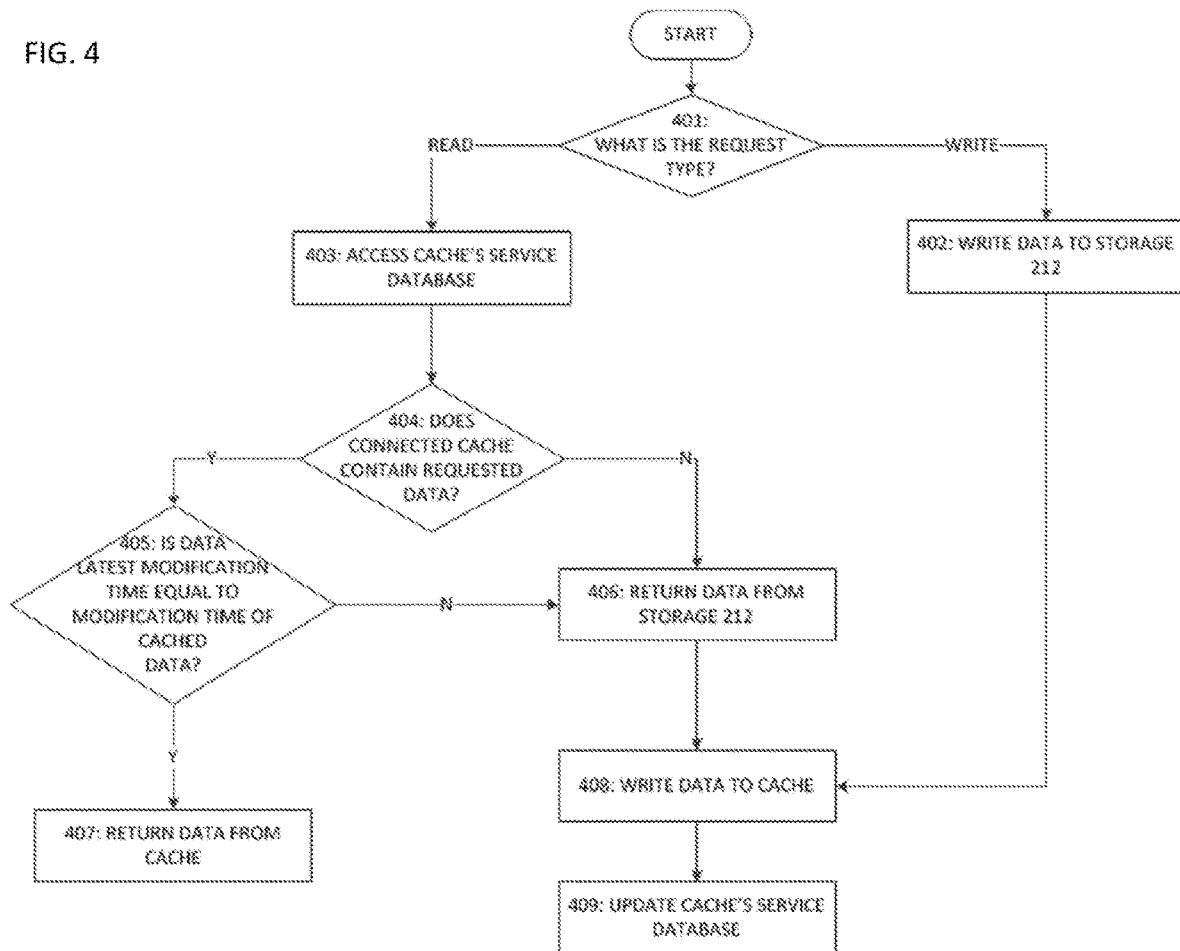 FIG. 4
START
401:
WHAT IS THE REQUEST
TYPE?
READ
WRITE
403: ACCESS CACHE'S SERVICE
DATABASE
402: WRITE DATA TO STORAGE
212
404: DOES
CONNECTED CACHE
CONTAIN REQUESTED
DATA?
Y
N
405: IS DATA
LATEST MODIFICATION
TIME EQUAL TO
MODIFICATION TIME OF
CACHED
DATA?
N
406: RETURN DATA FROM
STORAGE 212
Y
408: WRITE DATA TO CACHE
407: RETURN DATA FROM
CACHE
409: UPDATE CACHE'S SERVICE
DATABASE